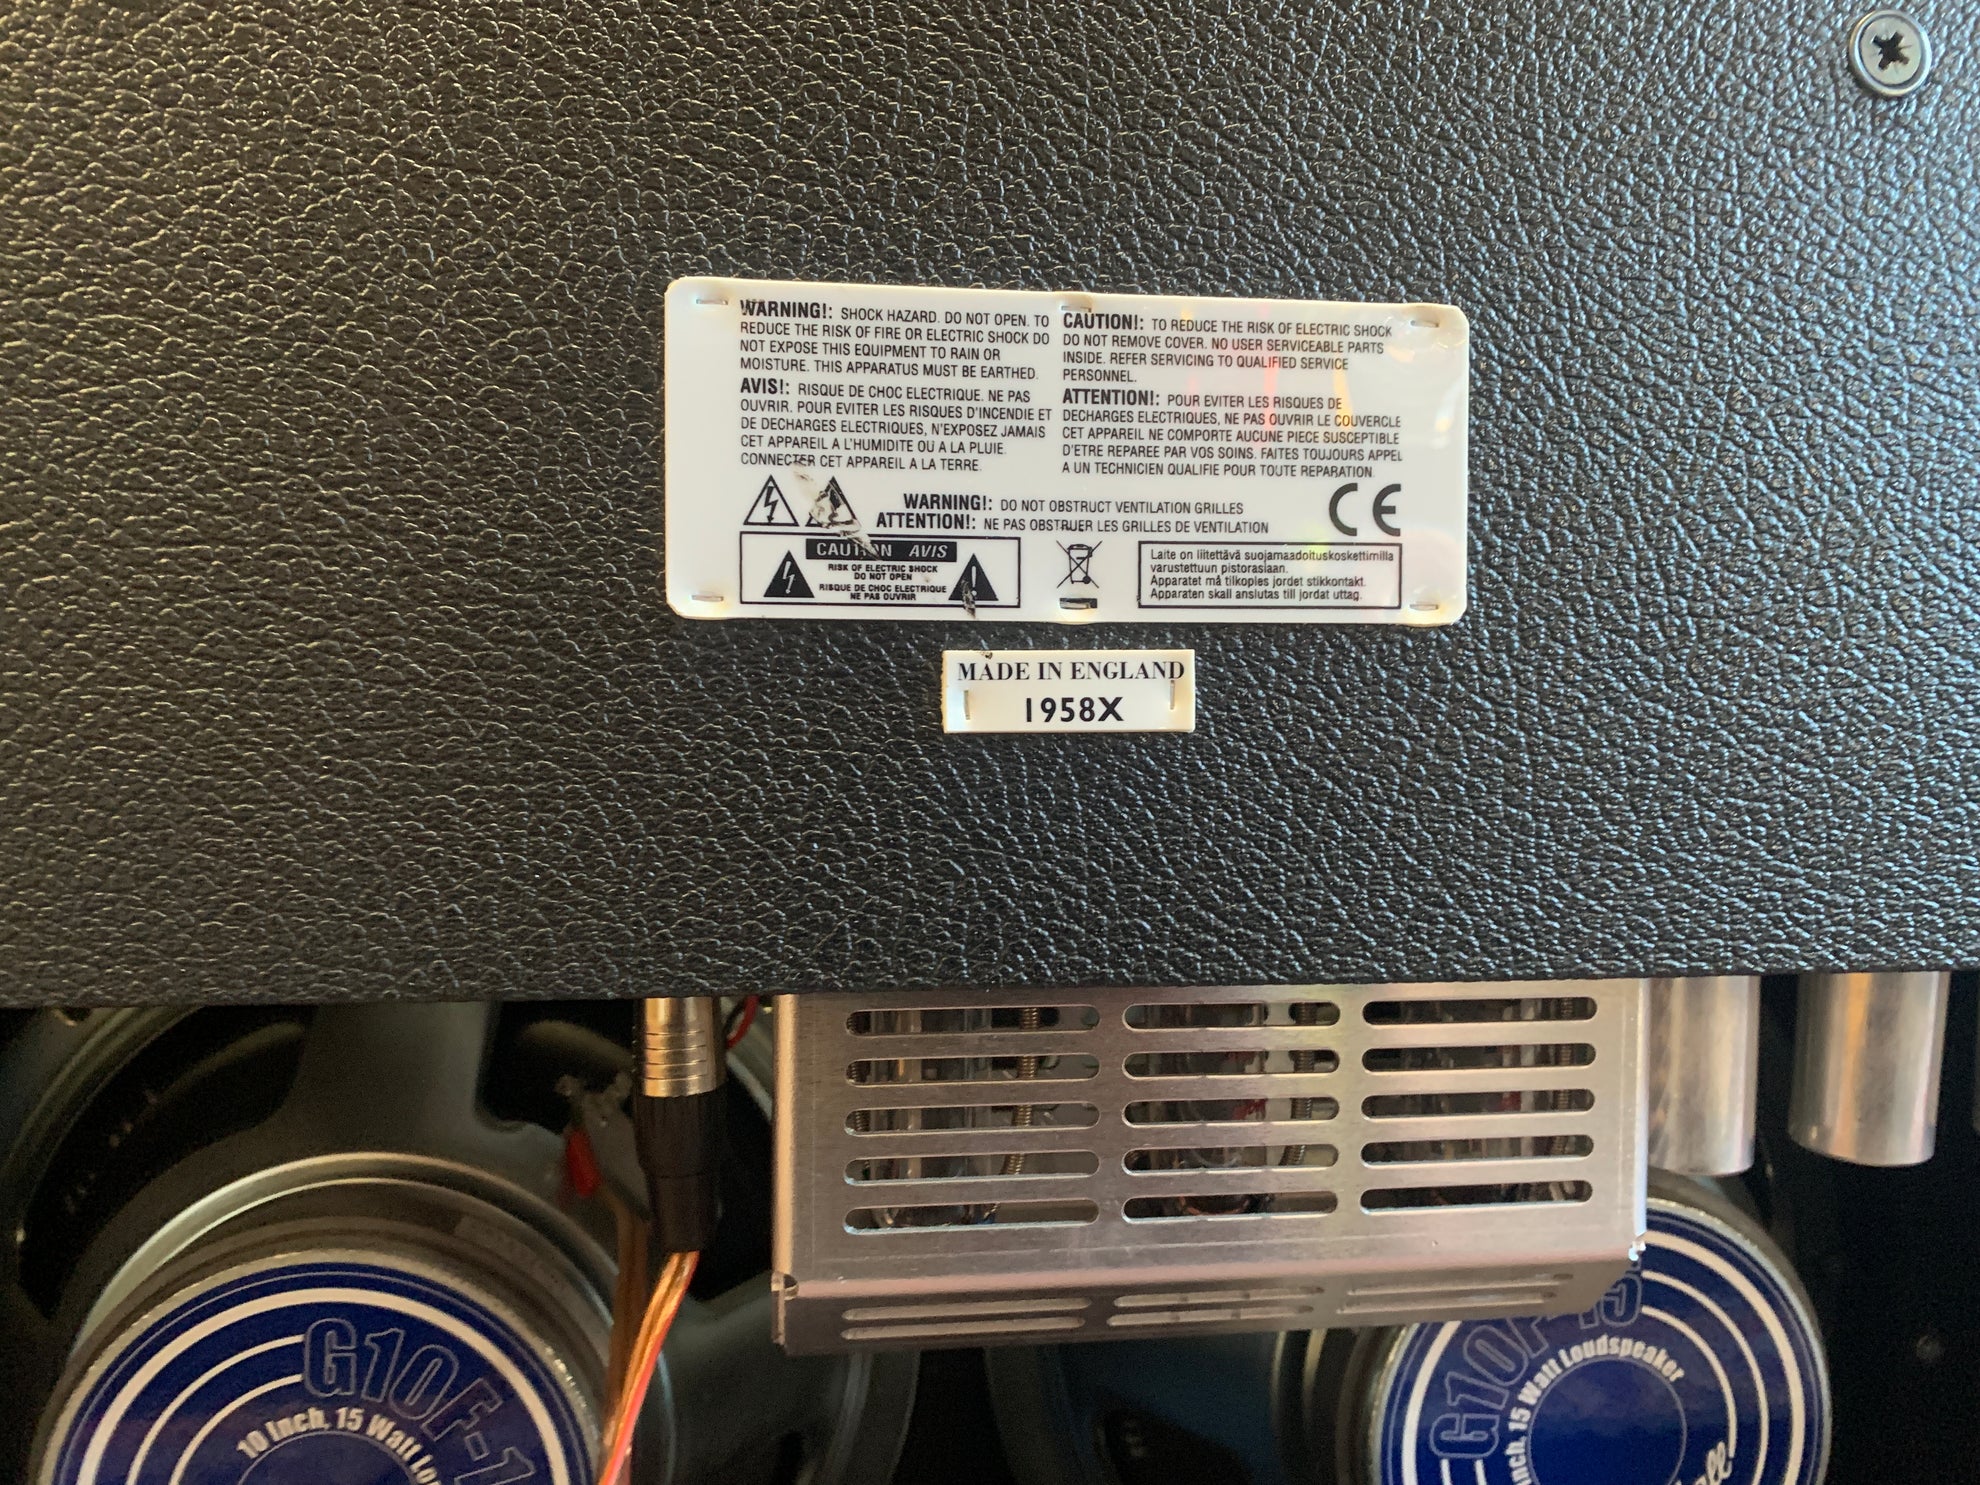 WARNING!: SHOCK HAZARD. DO NOT OPEN. TO
REDUCE THE RISK OF FIRE OR ELECTRIC SHOCK DO
NOT EXPOSE THIS EQUIPMENT TO RAIN OR
MOISTURE. THIS APPARATUS MUST BE EARTHED.
AVIS!: RISQUE DE CHOC ELECTRIQUE. NE PAS
OUVRIR. POUR EVITER LES RISQUES D'INCENDIE ET
DE DECHARGES ELECTRIQUES, N'EXPOSEZ JAMAIS
CET APPAREIL A L'HUMIDITE OU A LA PLUIE.
CONNECTER CET APPAREIL A LA TERRE.
CAUTION!: TO REDUCE THE RISK OF ELECTRIC SHOCK
DO NOT REMOVE COVER. NO USER SERVICEABLE PARTS
INSIDE. REFER SERVICING TO QUALIFIED SERVICE
PERSONNEL.
ATTENTION!: POUR EVITER LES RISQUES DE
DECHARGES ELECTRIQUES, NE PAS OUVRIR LE COUVERCLE
CET APPAREIL NE COMPORTE AUCUNE PIECE SUSCEPTIBLE
D'ETRE REPAREE PAR VOS SOINS. FAITES TOUJOURS APPEL
A UN TECHNICIEN QUALIFIE POUR TOUTE REPARATION.
WARNING!: DO NOT OBSTRUCT VENTILATION GRILLES
ATTENTION!: NE PAS OBSTRUER LES GRILLES DE VENTILATION
CE
CAUTION AVIS
RISK OF ELECTRIC SHOCK
DO NOT OPEN
RISQUE DE CHOC ELECTRIQUE
NE PAS OUVRIR
Laite on liitettävä suojamaadoituskoskettimilla
varustettuun pistorasiaan.
Apparatet må tilkoples jordet stikkontakt.
Apparaten skall anslutas till jordat uttag.
MADE IN ENGLAND
1958X
G10F-1
10 inch, 15 Watt Lou
G10F-15
inch, 15 Watt Loudspeaker